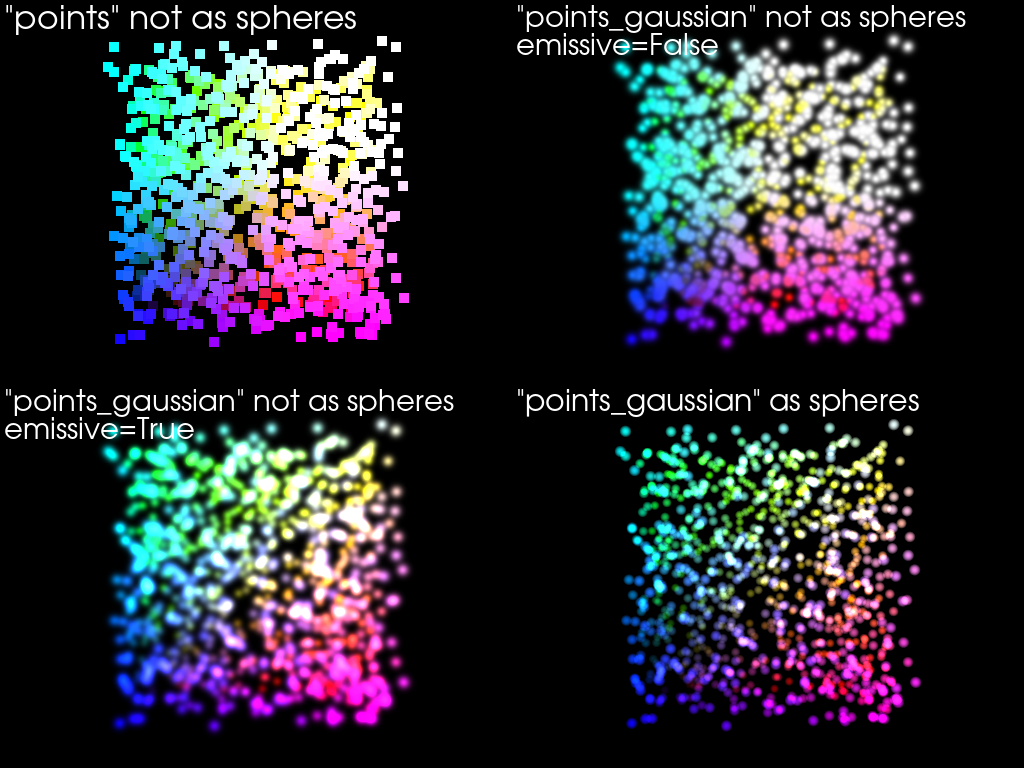 "points" not as spheres
"points_gaussian" not as spheres
emissive=False
"points_gaussian" not as spheres
emissive=True
"points_gaussian" as spheres